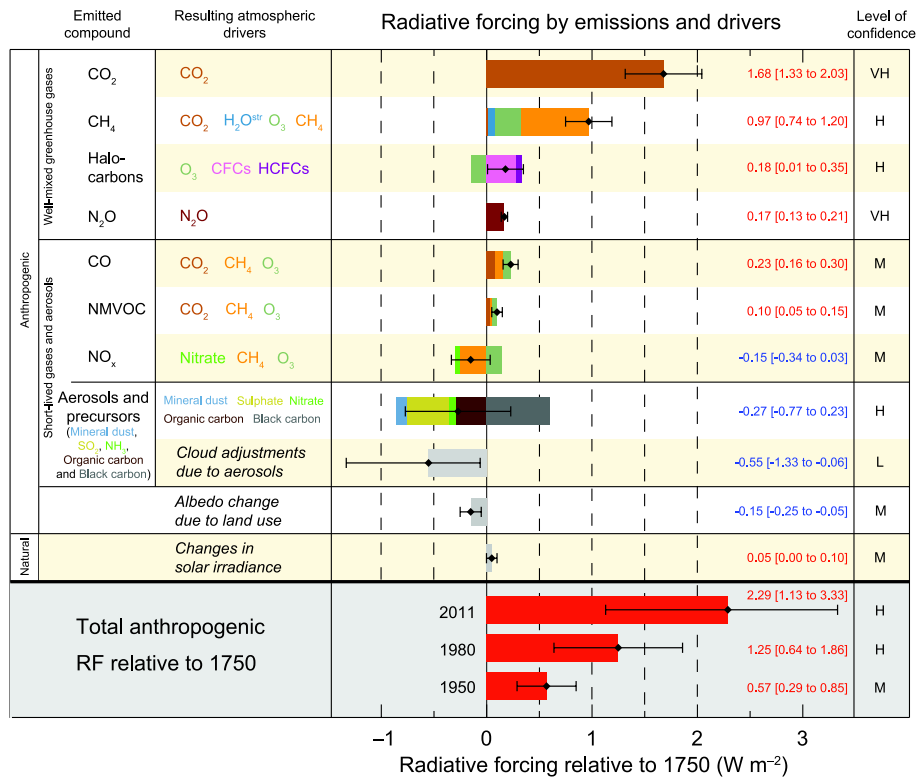 Emitted compound
Resulting atmospheric drivers
Radiative forcing by emissions and drivers
Level of confidence
Anthropogenic
Well-mixed greenhouse gases
CO₂
CO₂
1.68 [1.33 to 2.03]
VH
CH₄
CO₂ H₂Oˢᵗʳ O₃ CH₄
0.97 [0.74 to 1.20]
H
Halo-
carbons
O₃ CFCs HCFCs
0.18 [0.01 to 0.35]
H
N₂O
N₂O
0.17 [0.13 to 0.21]
VH
Short-lived gases and aerosols
CO
CO₂ CH₄ O₃
0.23 [0.16 to 0.30]
M
NMVOC
CO₂ CH₄ O₃
0.10 [0.05 to 0.15]
M
NOₓ
Nitrate CH₄ O₃
-0.15 [-0.34 to 0.03]
M
Aerosols and
precursors
(Mineral dust,
SO₂, NH₃,
Organic carbon
and Black carbon)
Mineral dust Sulphate Nitrate
Organic carbon Black carbon
-0.27 [-0.77 to 0.23]
H
Cloud adjustments
due to aerosols
-0.55 [-1.33 to -0.06]
L
Albedo change
due to land use
-0.15 [-0.25 to -0.05]
M
Natural
Changes in
solar irradiance
0.05 [0.00 to 0.10]
M
Total anthropogenic
RF relative to 1750
2011
2.29 [1.13 to 3.33]
H
1980
1.25 [0.64 to 1.86]
H
1950
0.57 [0.29 to 0.85]
M
−1 0 1 2 3
Radiative forcing relative to 1750 (W m⁻²)